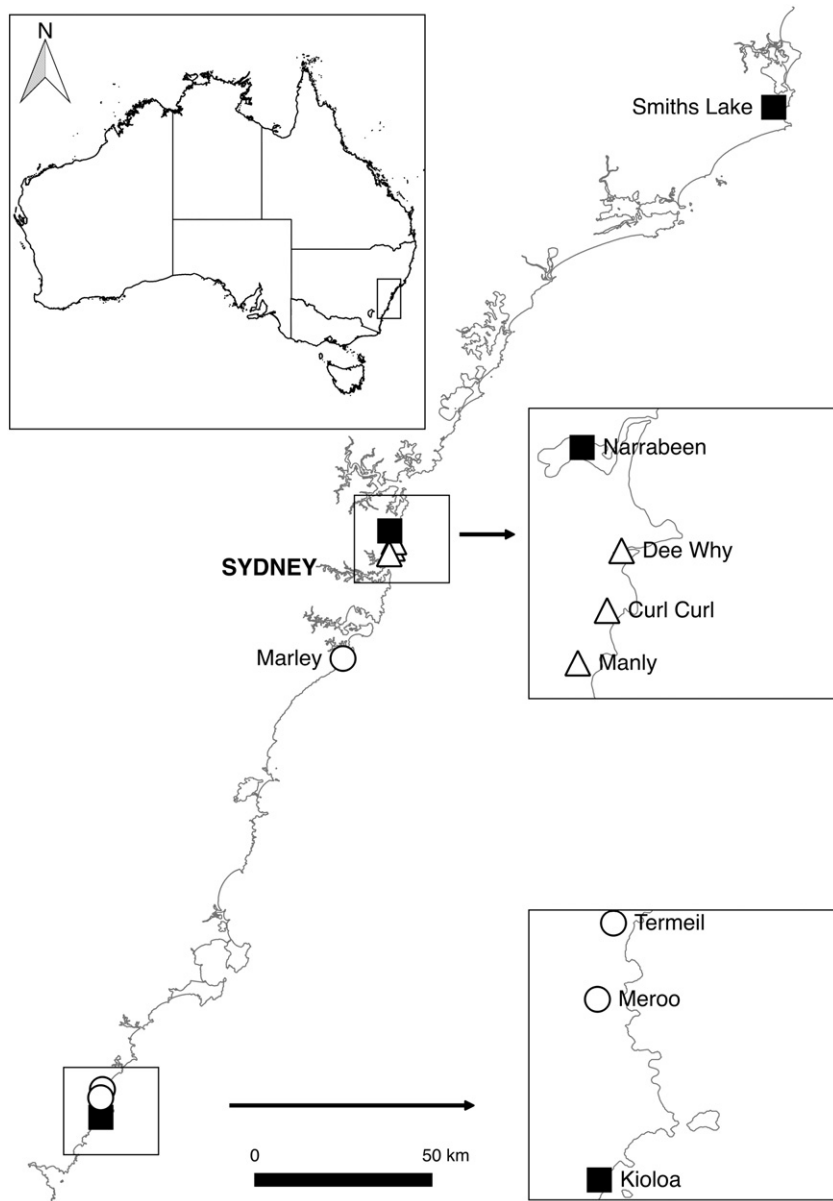 N
Smiths Lake
Narrabeen
Dee Why
SYDNEY
Curl Curl
Marley
Manly
Termeil
Meroo
0 50 km
Kioloa